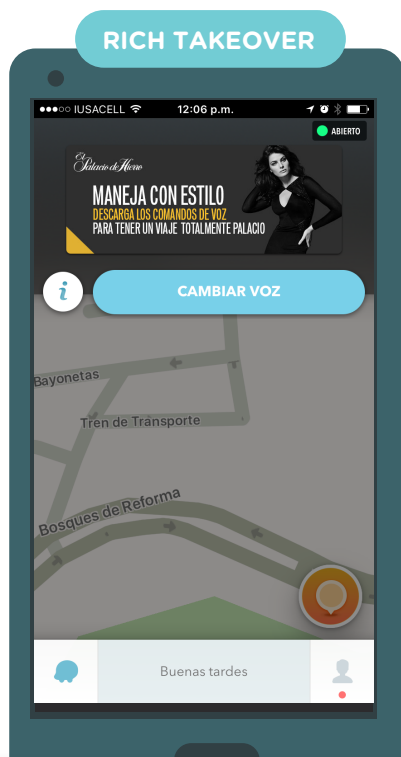 RICH TAKEOVER
IUSACELL
12:06 p.m.
ABIERTO
El
Palacio de Hierro
MANEJA CON ESTILO
DESCARGA LOS COMANDOS DE VOZ
PARA TENER UN VIAJE TOTALMENTE PALACIO
i
CAMBIAR VOZ
Bayonetas
Tren de Transporte
Bosques de Reforma
Buenas tardes